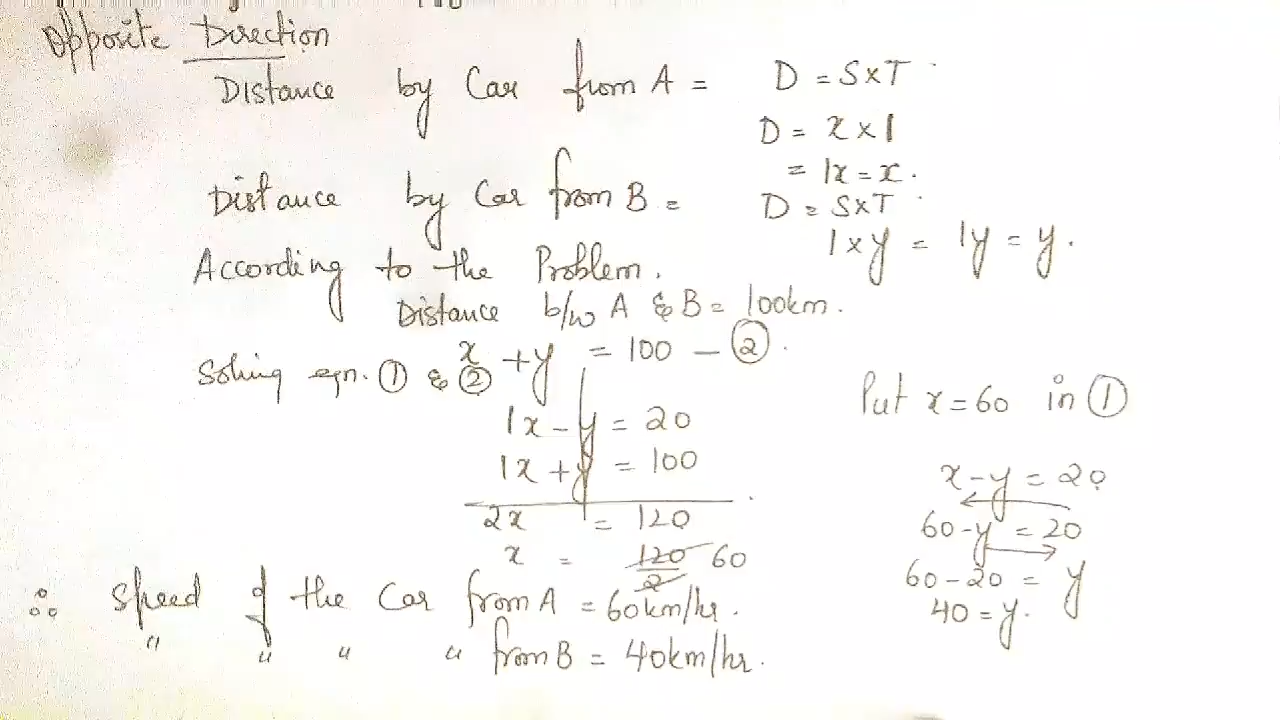 Opposite Direction
Distance by Car from A = D = S×T
D = x × 1
= 1x = x.
Distance by Car from B = D = S×T
1 × y = 1y = y.
According to the Problem.
Distance b/w A & B = 100km.
x + y = 100 — ②.
Solving eqn. ① & ②
1x - y = 20
1x + y = 100
2x = 120
x = 120/2 60
Put x = 60 in ①
x - y = 20
60 - y = 20
60 - 20 = y
40 = y.
∴ Speed of the Car from A = 60km/hr.
" " " " from B = 40km/hr.